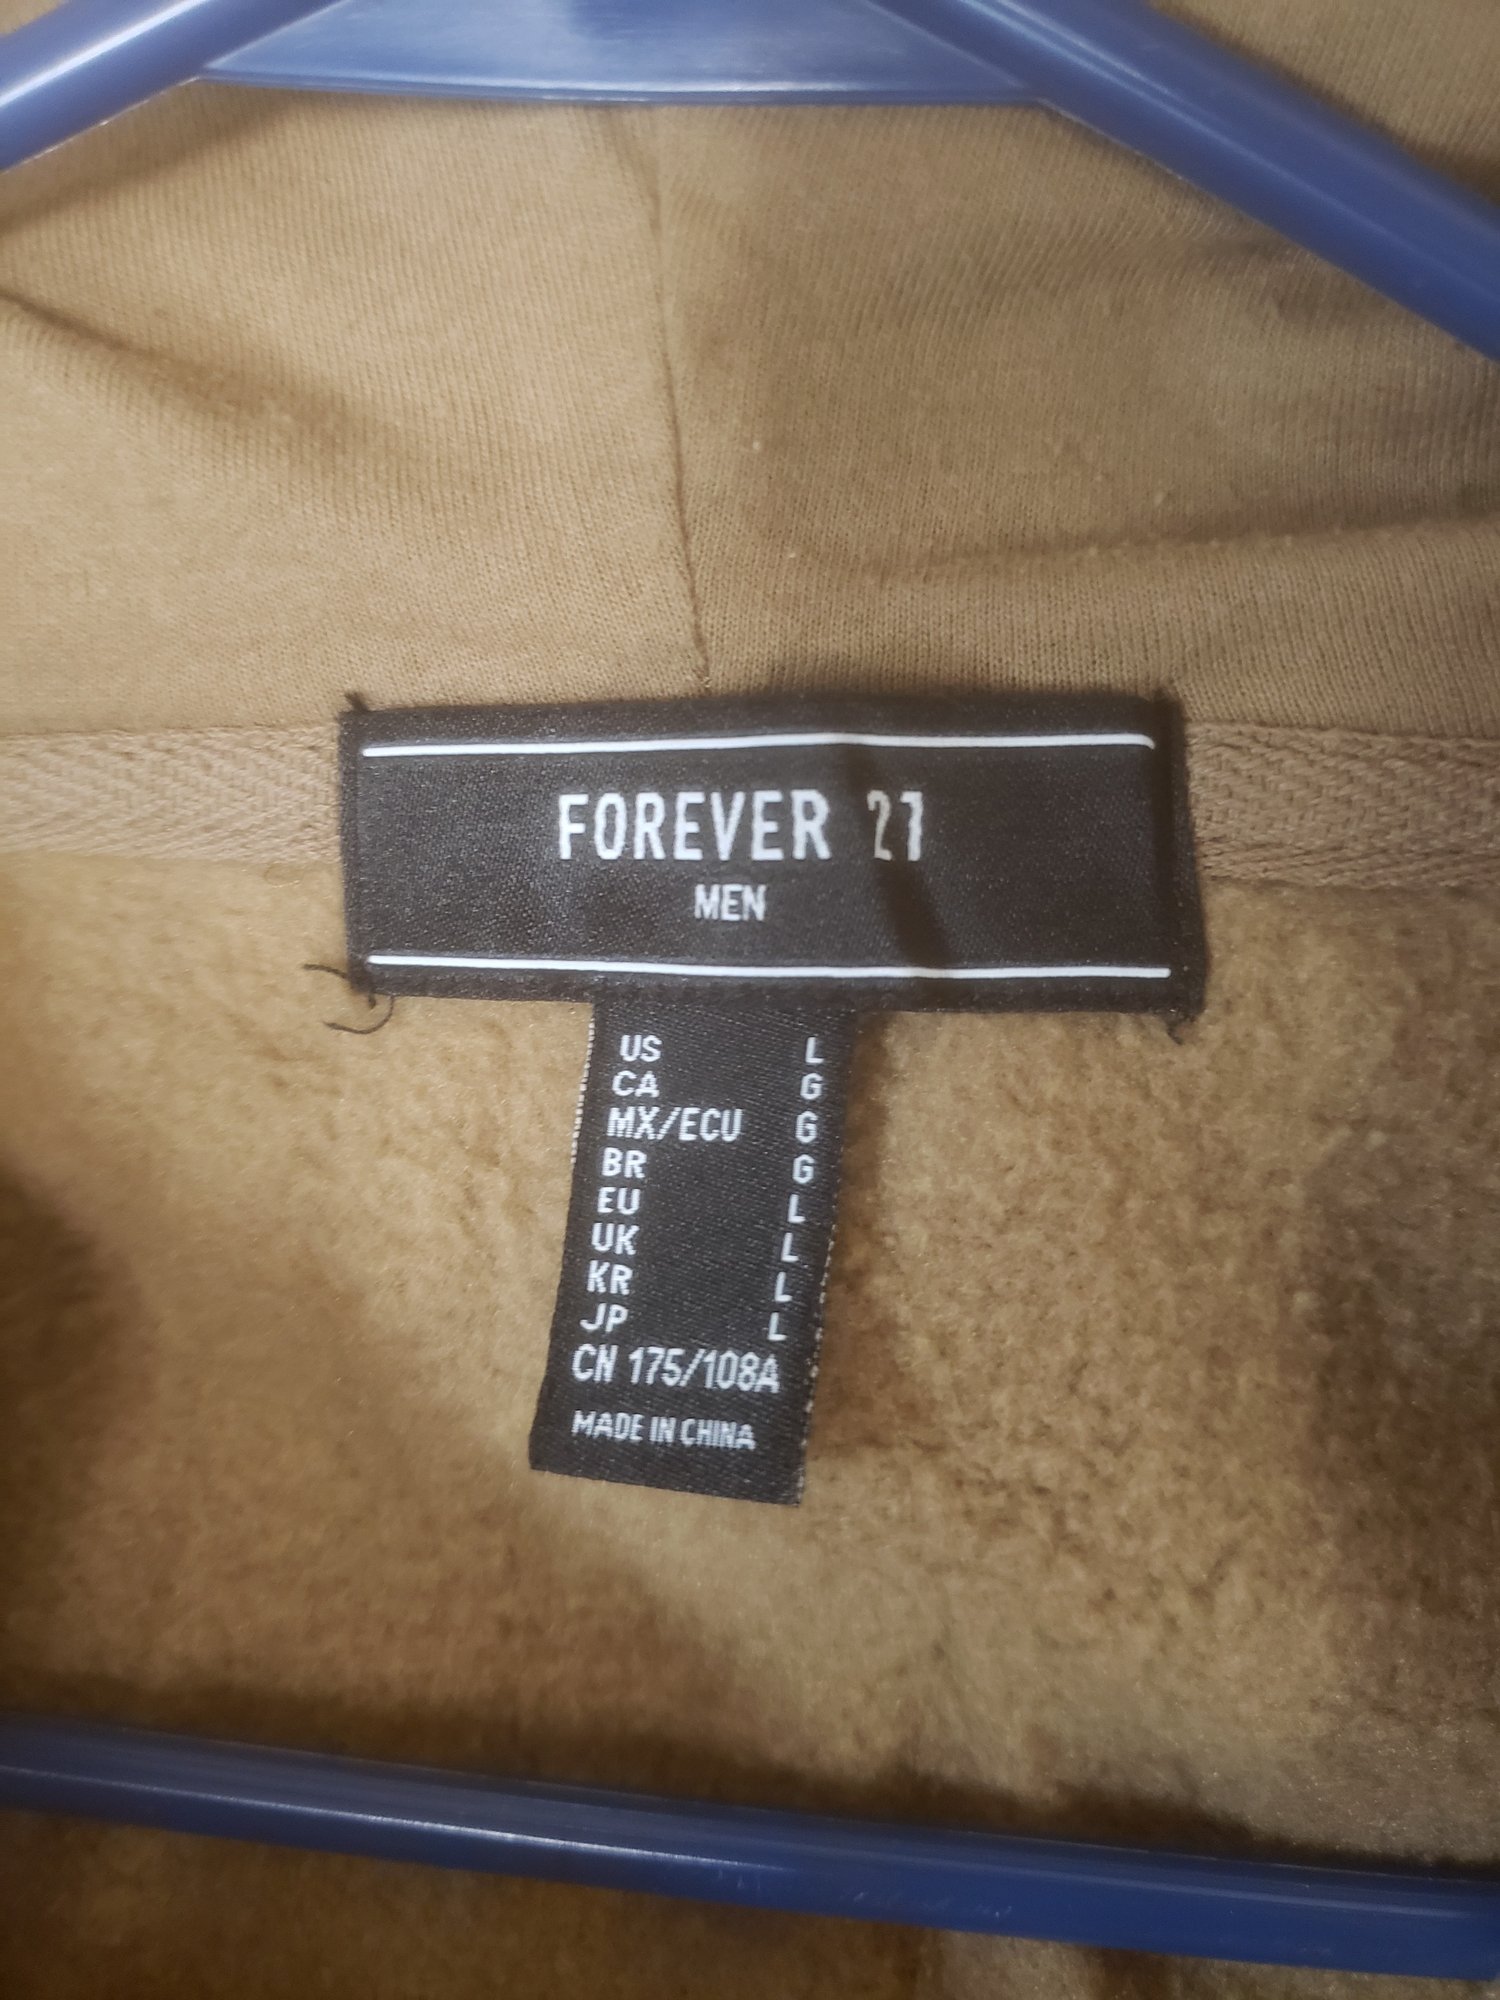 FOREVER 21
MEN
US L
CA G
MX/ECU G
BR G
EU L
UK L
KR L
JP L
CN 175/108A
MADE IN CHINA